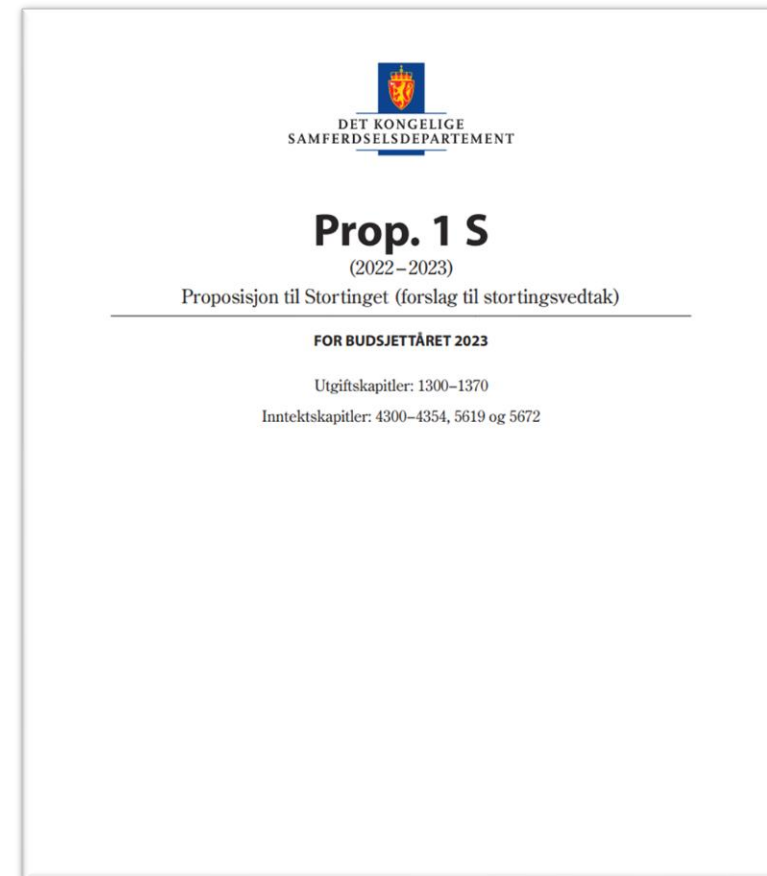 DET KONGELIGE
SAMFERDSELSDEPARTEMENT
Prop. 1 S
(2022–2023)
Proposisjon til Stortinget (forslag til stortingsvedtak)
FOR BUDSJETTÅRET 2023
Utgiftskapitler: 1300–1370
Inntektskapitler: 4300–4354, 5619 og 5672